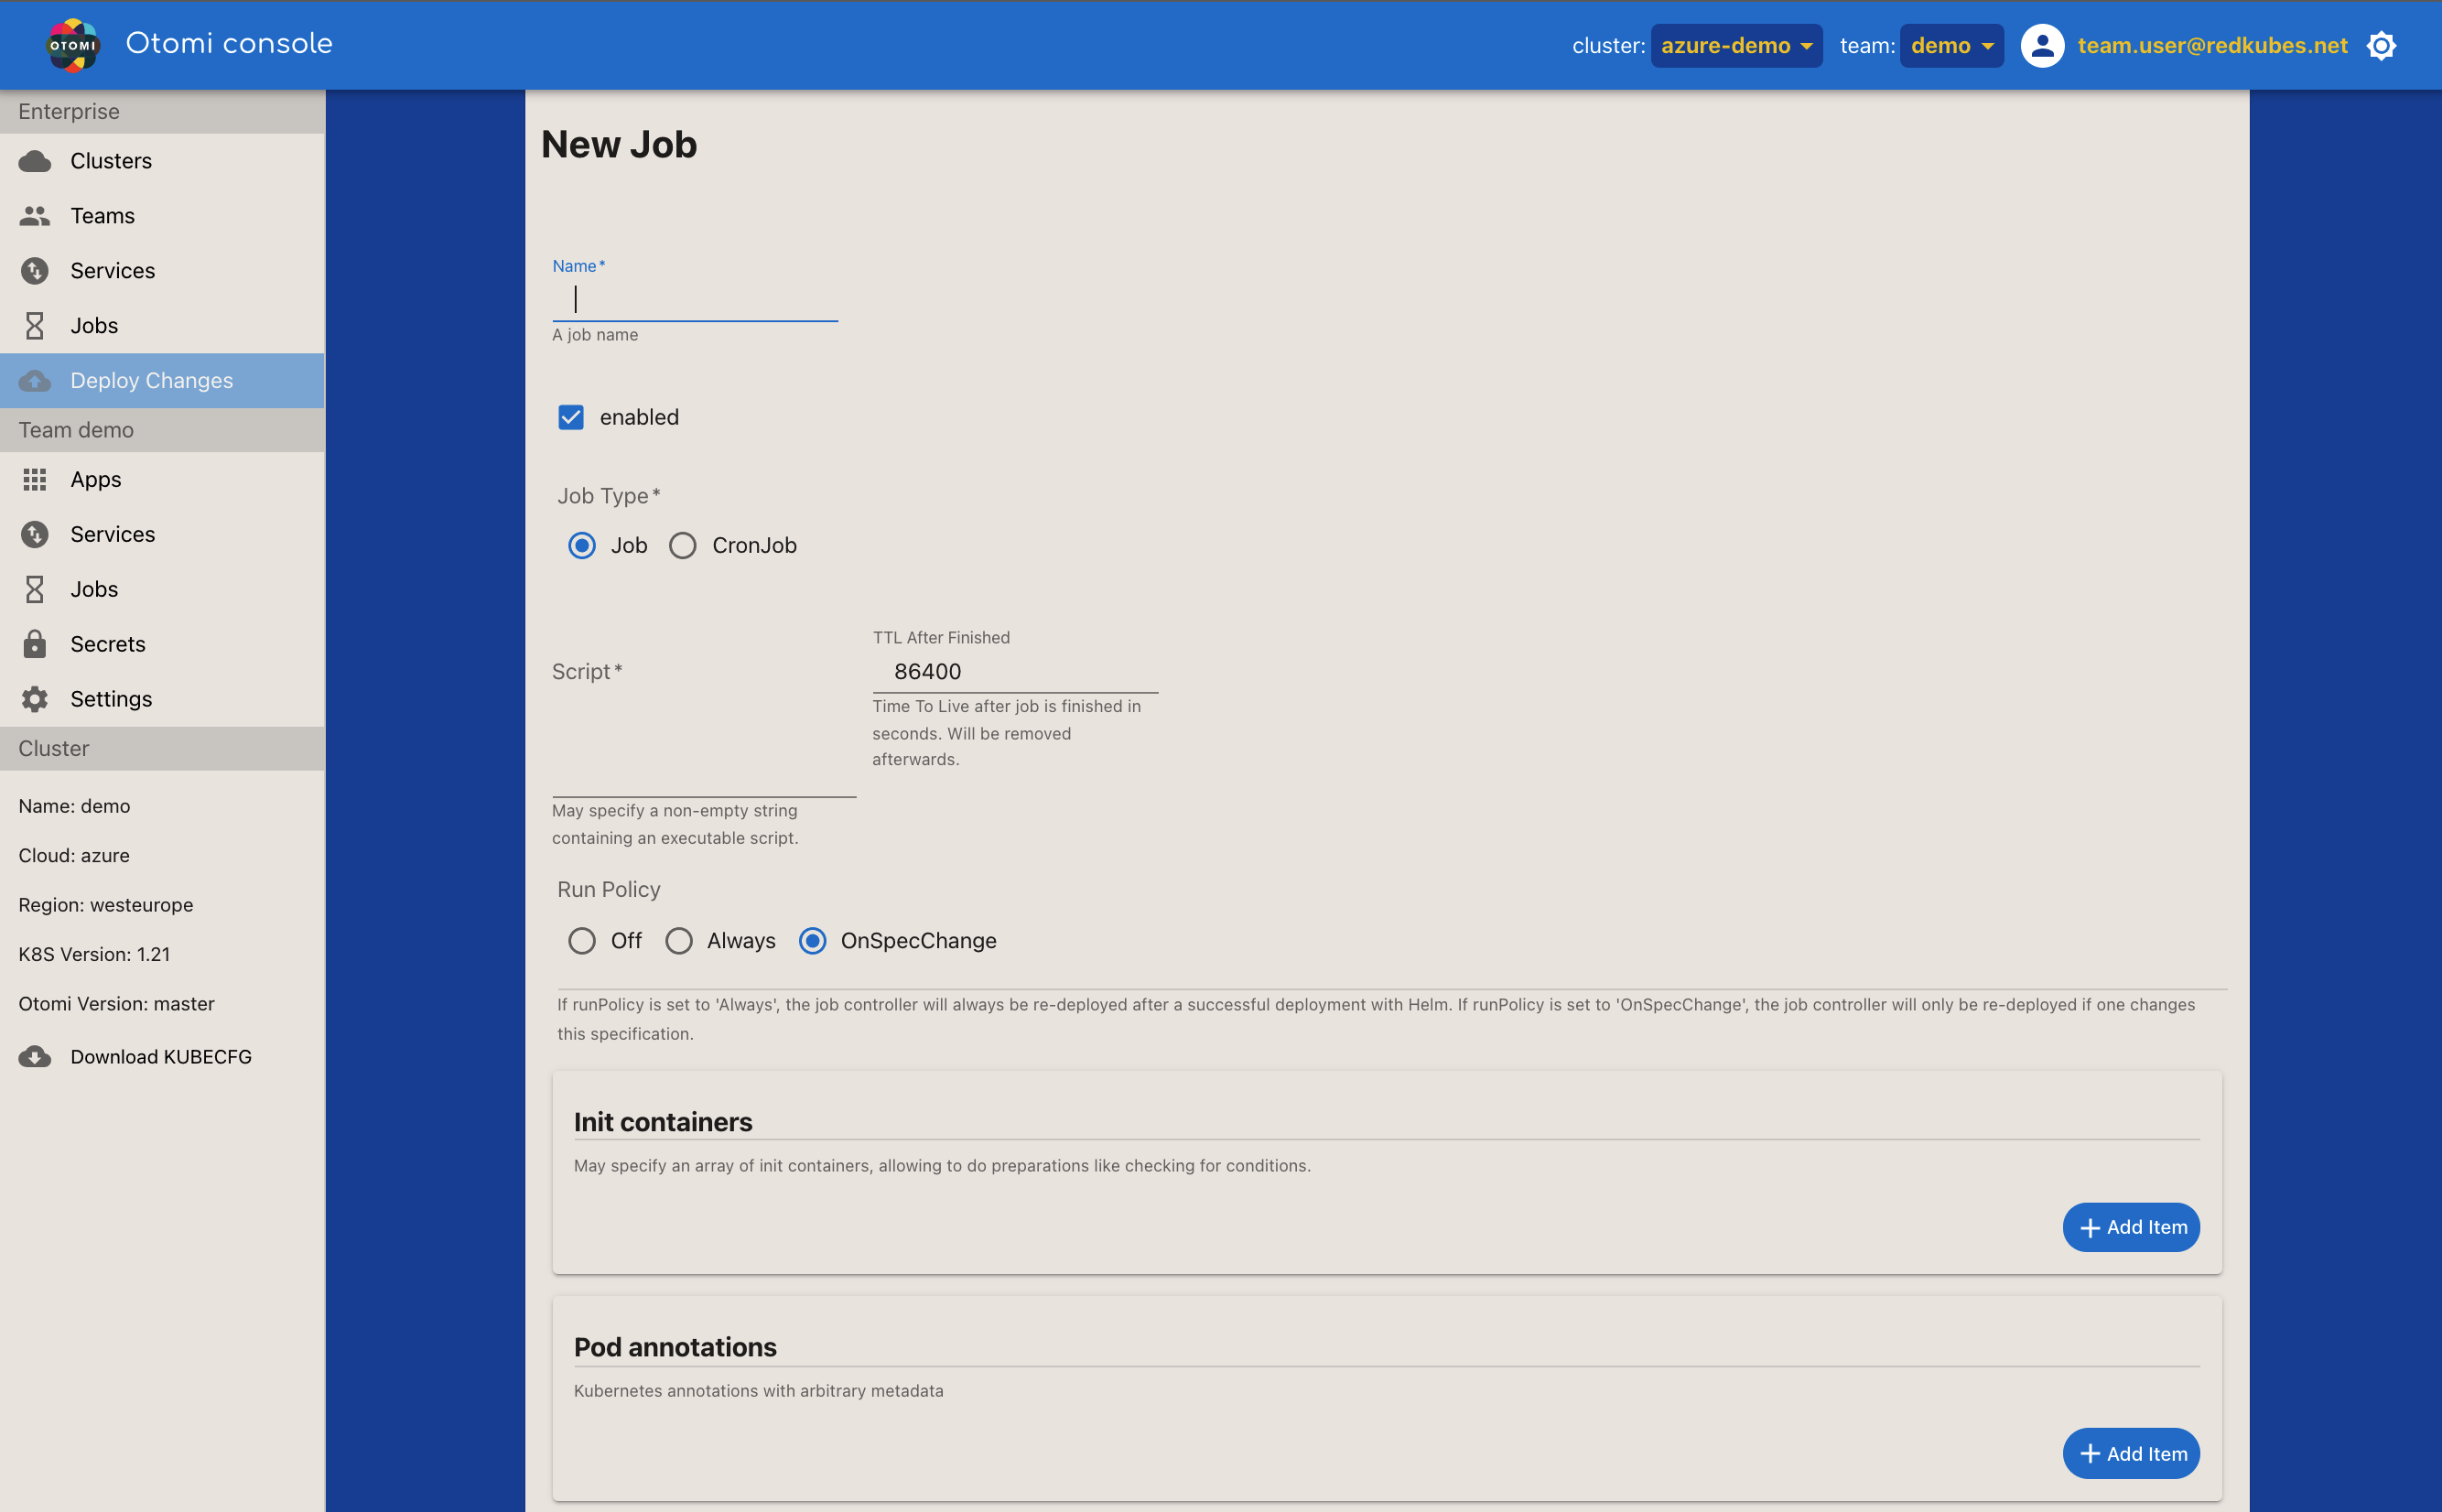 OTOMI
Otomi console
cluster: azure-demo team: demo team.user@redkubes.net
Enterprise
Clusters
Teams
Services
Jobs
Deploy Changes
Team demo
Apps
Services
Jobs
Secrets
Settings
Cluster
Name: demo
Cloud: azure
Region: westeurope
K8S Version: 1.21
Otomi Version: master
Download KUBECFG
New Job
Name *
A job name
enabled
Job Type *
Job CronJob
Script *
May specify a non-empty string
containing an executable script.
TTL After Finished
86400
Time To Live after job is finished in
seconds. Will be removed
afterwards.
Run Policy
Off Always OnSpecChange
If runPolicy is set to 'Always', the job controller will always be re-deployed after a successful deployment with Helm. If runPolicy is set to 'OnSpecChange', the job controller will only be re-deployed if one changes
this specification.
Init containers
May specify an array of init containers, allowing to do preparations like checking for conditions.
+ Add Item
Pod annotations
Kubernetes annotations with arbitrary metadata
+ Add Item